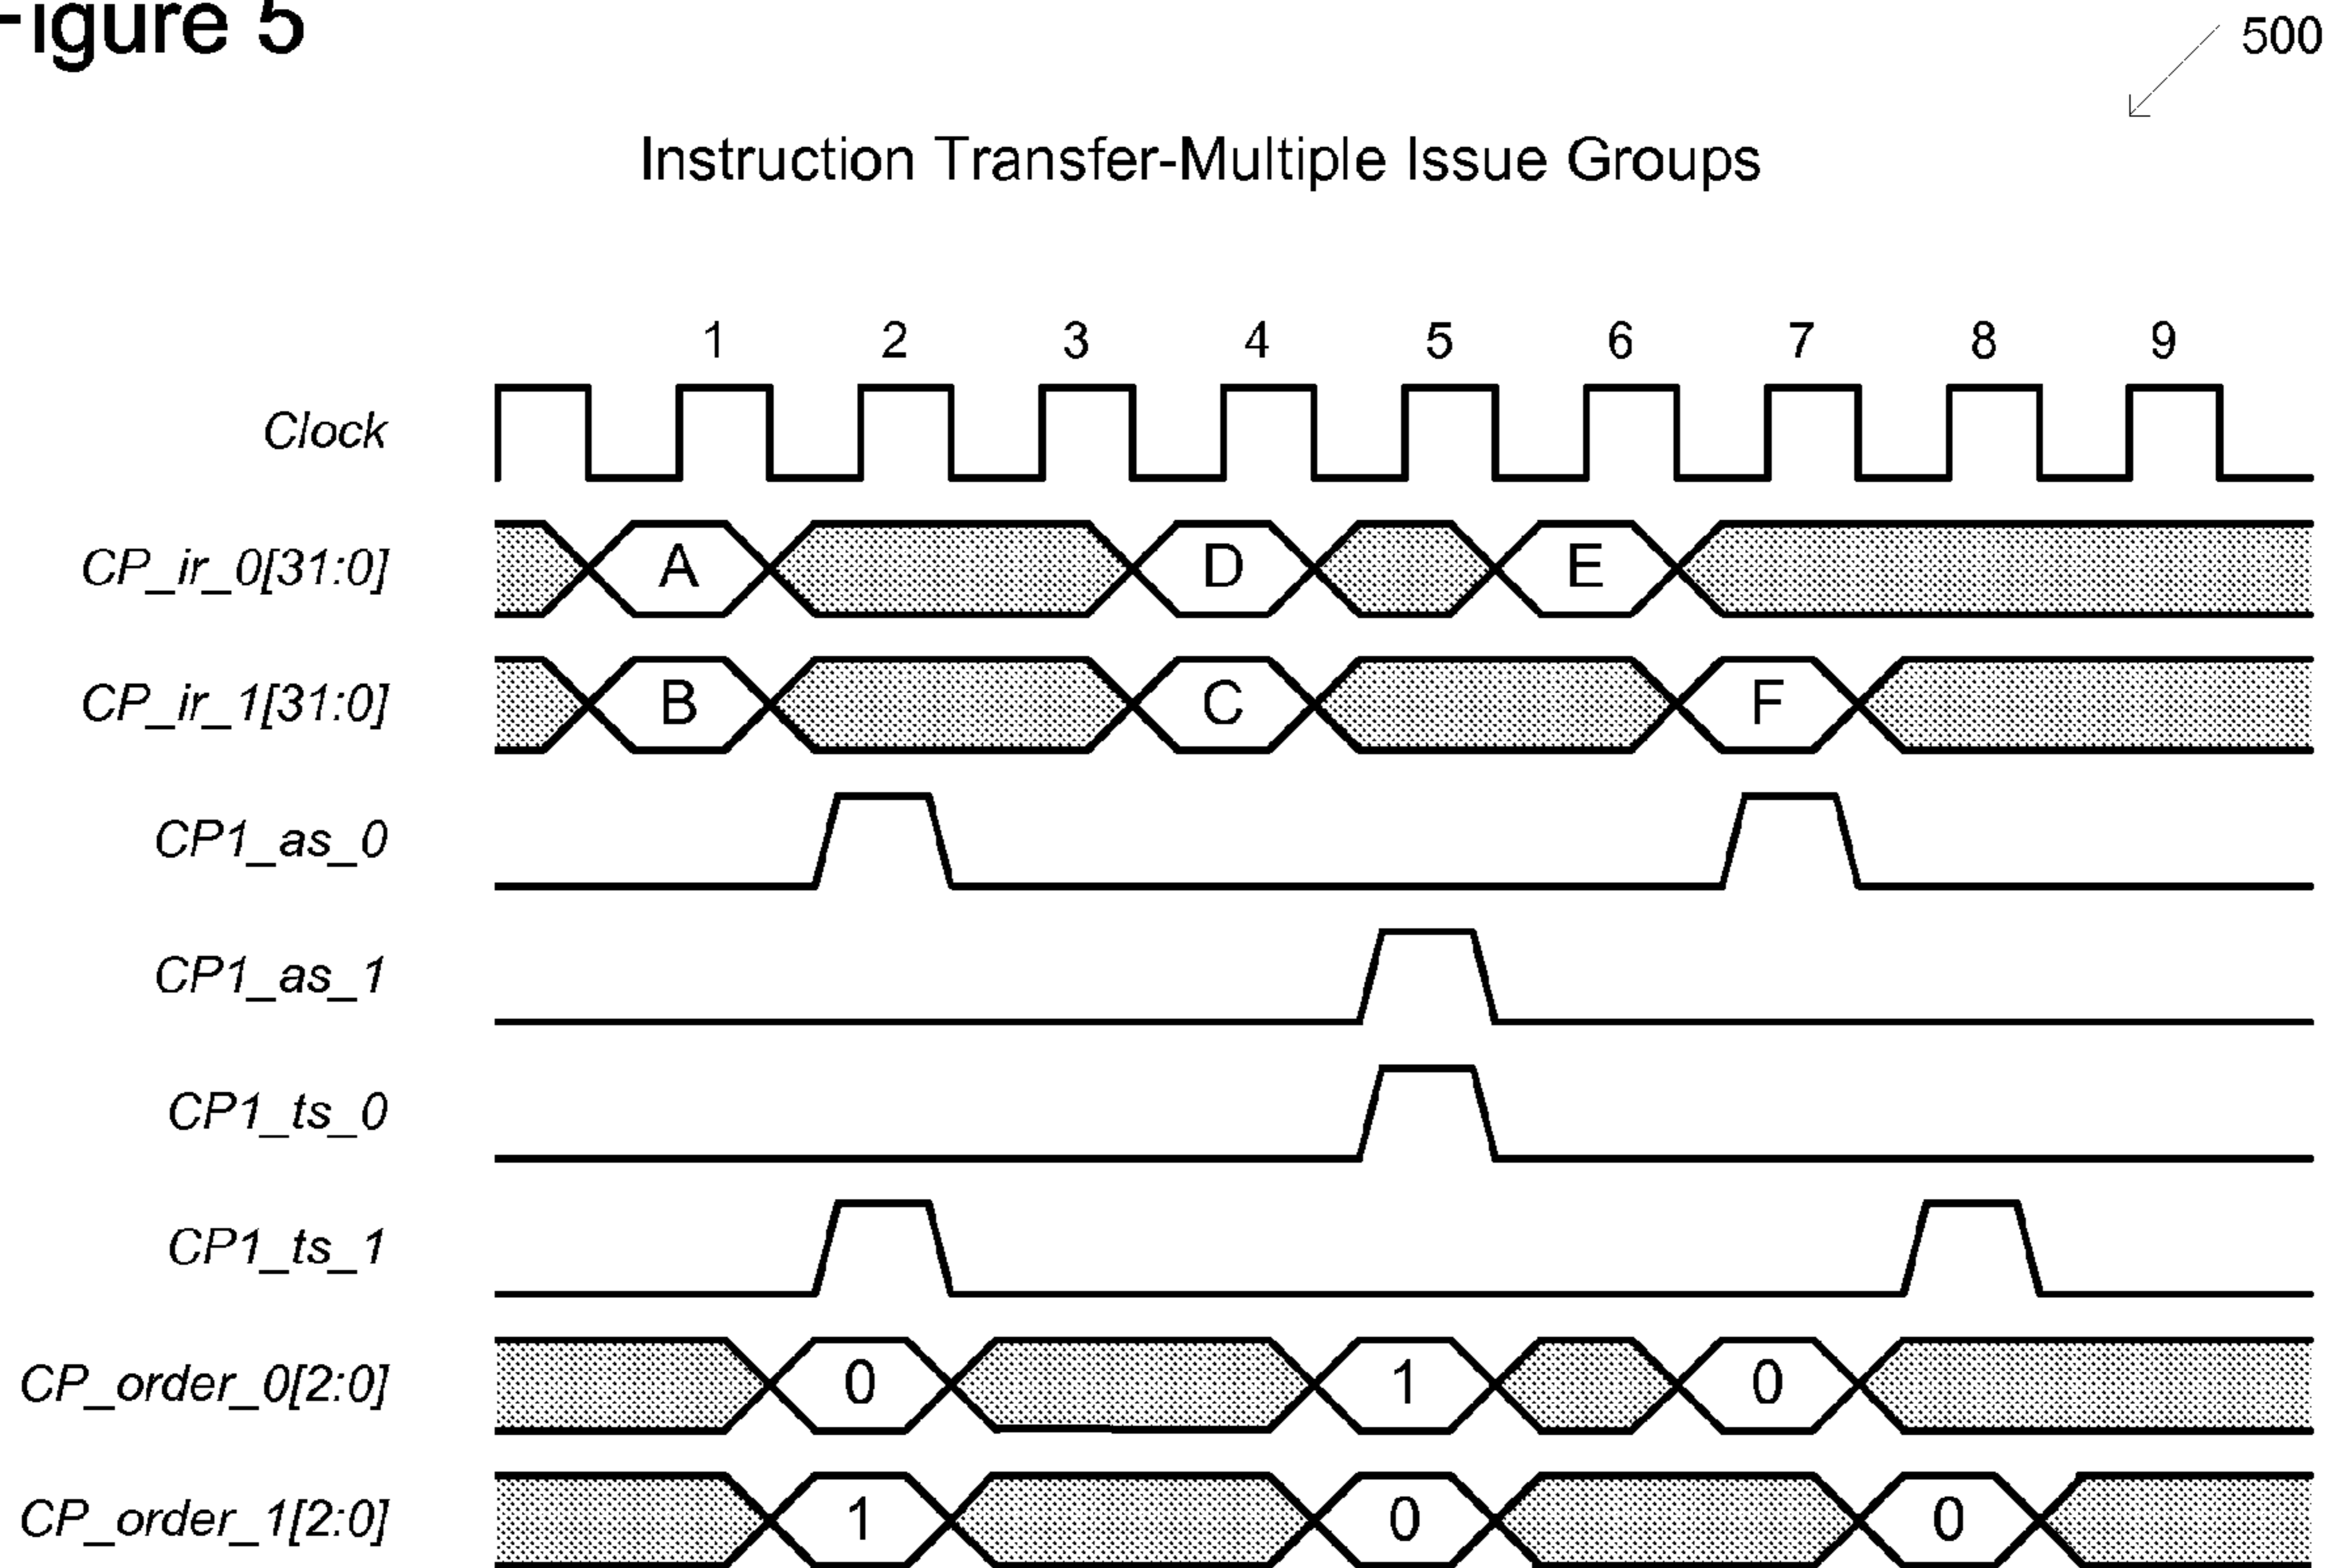 Figure 5
500
Instruction Transfer-Multiple Issue Groups
1 2 3 4 5 6 7 8 9
Clock
CP_ir_0[31:0] A D E
CP_ir_1[31:0] B C F
CP1_as_0
CP1_as_1
CP1_ts_0
CP1_ts_1
CP_order_0[2:0] 0 1 0
CP_order_1[2:0] 1 0 0